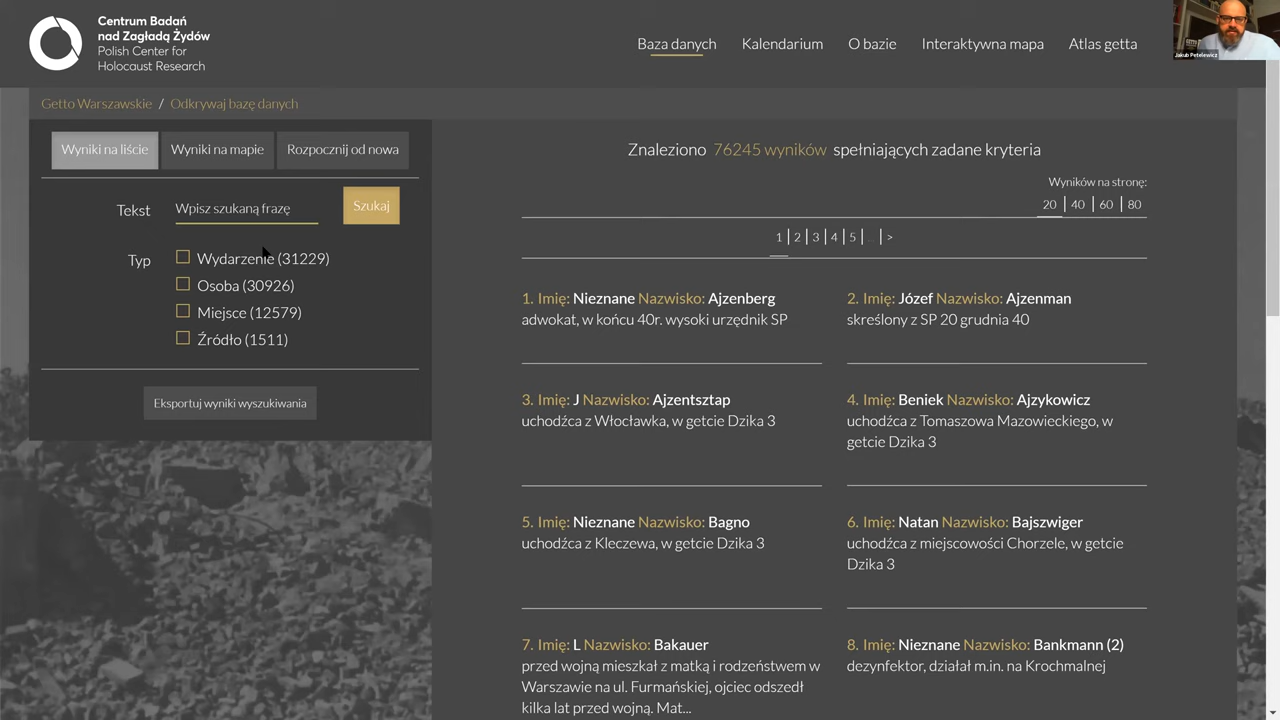 Centrum Badań
nad Zagładą Żydów
Polish Center for
Holocaust Research
Baza danych
Kalendarium
O bazie
Interaktywna mapa
Atlas getta
Jakub Petelewicz
Getto Warszawskie / Odkrywaj bazę danych
Wyniki na liście
Wyniki na mapie
Rozpocznij od nowa
Tekst
Wpisz szukaną frazę
Szukaj
Typ
Wydarzenie (31229)
Osoba (30926)
Miejsce (12579)
Źródło (1511)
Eksportuj wyniki wyszukiwania
Znaleziono 76245 wyników spełniających zadane kryteria
Wyników na stronę:
20 | 40 | 60 | 80
1 | 2 | 3 | 4 | 5 | ... | >
1. Imię: Nieznane Nazwisko: Ajzenberg
adwokat, w końcu 40r. wysoki urzędnik SP
2. Imię: Józef Nazwisko: Ajzenman
skreślony z SP 20 grudnia 40
3. Imię: J Nazwisko: Ajzentsztap
uchodźca z Włocławka, w getcie Dzika 3
4. Imię: Beniek Nazwisko: Ajzykowicz
uchodźca z Tomaszowa Mazowieckiego, w
getcie Dzika 3
5. Imię: Nieznane Nazwisko: Bagno
uchodźca z Kleczewa, w getcie Dzika 3
6. Imię: Natan Nazwisko: Bajszwiger
uchodźca z miejscowości Chorzele, w getcie
Dzika 3
7. Imię: L Nazwisko: Bakauer
przed wojną mieszkał z matką i rodzeństwem w
Warszawie na ul. Furmańskiej, ojciec odszedł
kilka lat przed wojną. Mat...
8. Imię: Nieznane Nazwisko: Bankmann (2)
dezynfektor, działał m.in. na Krochmalnej